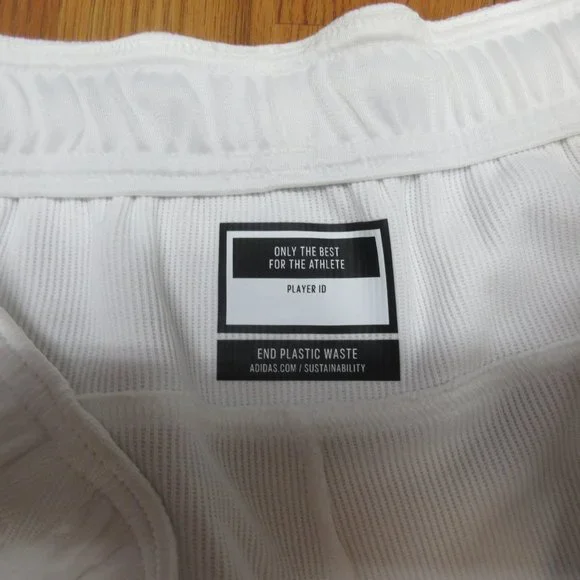 ONLY THE BEST
FOR THE ATHLETE
PLAYER ID
END PLASTIC WASTE
ADIDAS.COM / SUSTAINABILITY